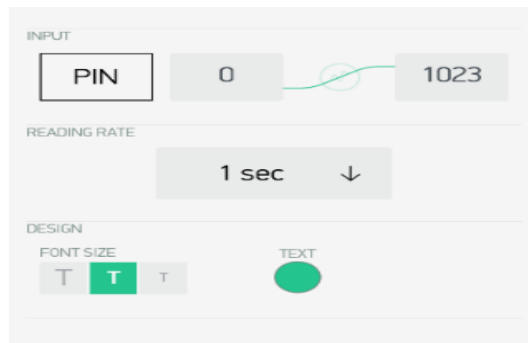 INPUT
PIN 0 1023
READING RATE
1 sec ↓
DESIGN
FONT SIZE TEXT
T T T